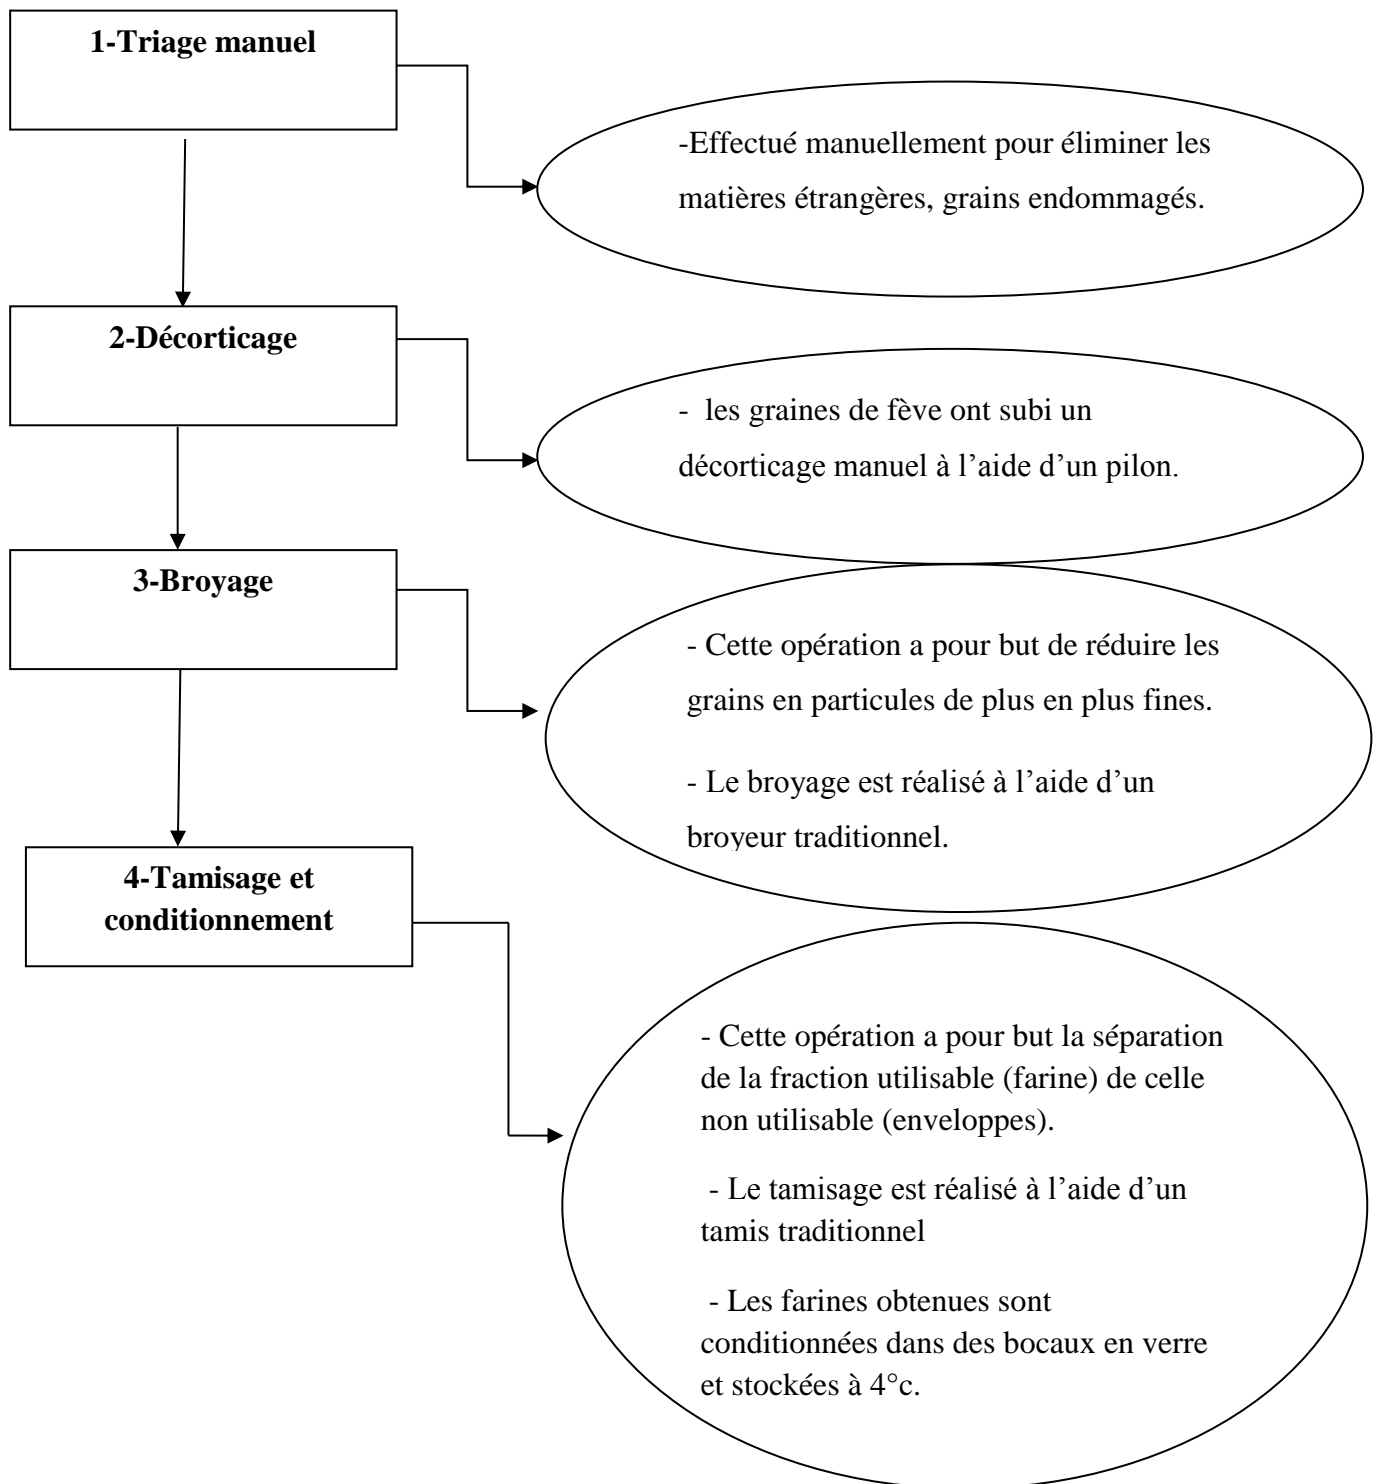 1-Triage manuel
-Effectué manuellement pour éliminer les
matières étrangères, grains endommagés.
2-Décorticage
- les graines de fève ont subi un
décorticage manuel à l’aide d’un pilon.
3-Broyage
- Cette opération a pour but de réduire les
grains en particules de plus en plus fines.
- Le broyage est réalisé à l’aide d’un
broyeur traditionnel.
4-Tamisage et
conditionnement
- Cette opération a pour but la séparation
de la fraction utilisable (farine) de celle
non utilisable (enveloppes).
- Le tamisage est réalisé à l’aide d’un
tamis traditionnel
- Les farines obtenues sont
conditionnées dans des bocaux en verre
et stockées à 4°c.